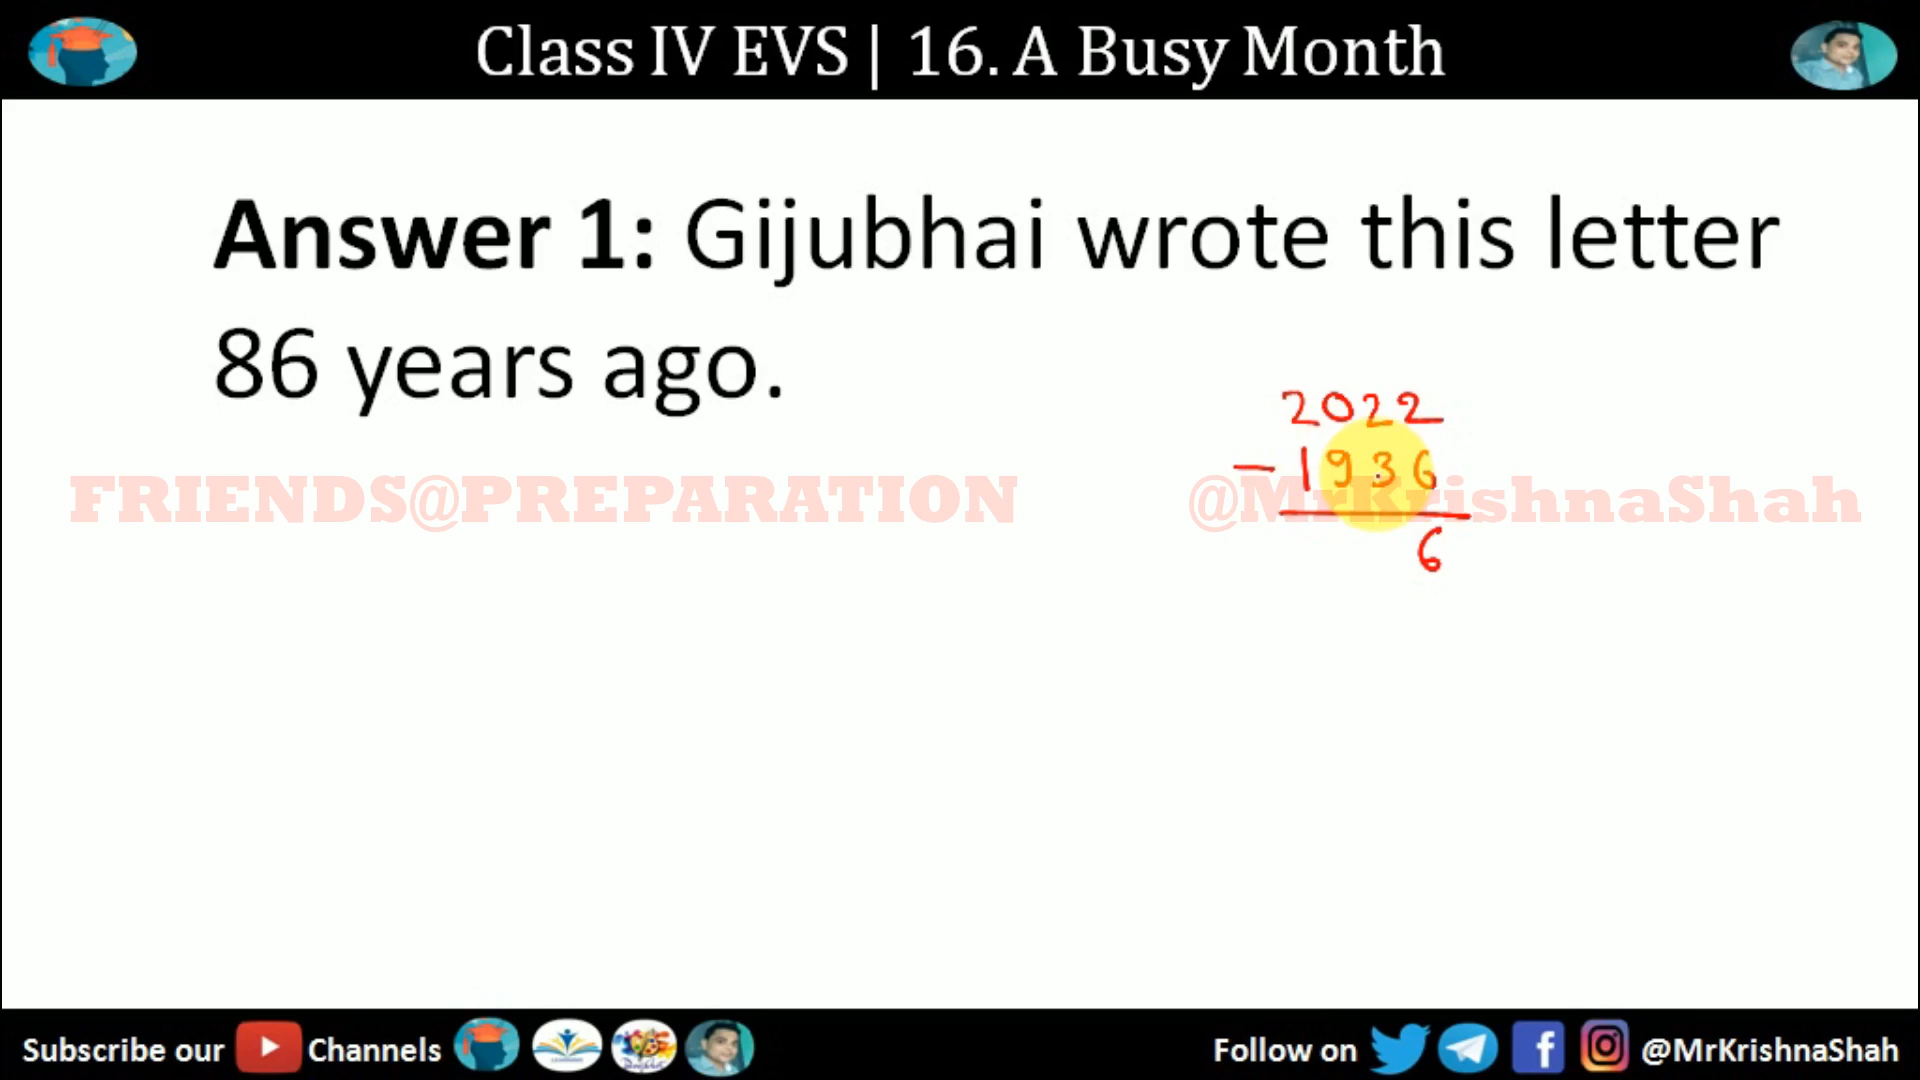 Class IV EVS | 16. A Busy Month
Answer 1: Gijubhai wrote this letter
86 years ago.
2022
- 1936
6
FRIENDS@PREPARATION @MrKrishnaShah
Subscribe our Channels Follow on @MrKrishnaShah